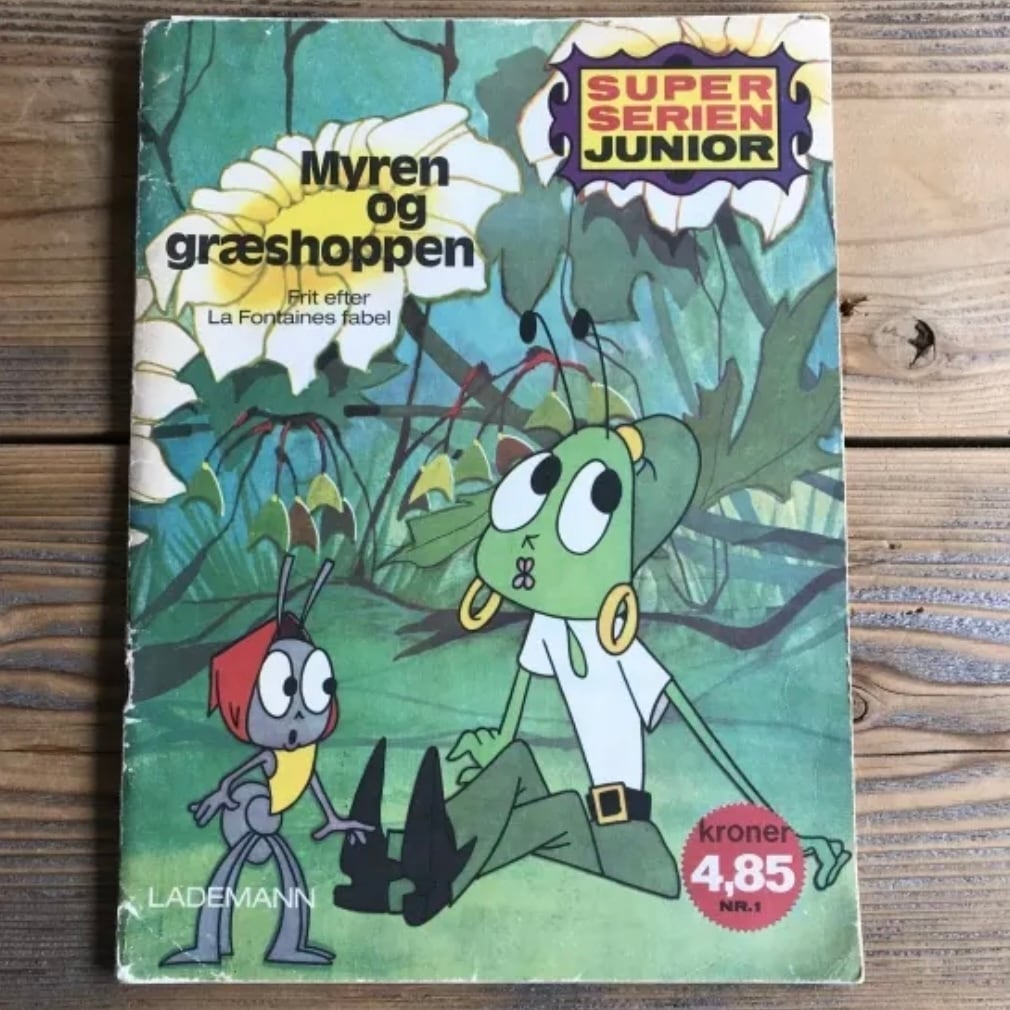 SUPER
SERIEN
JUNIOR
Myren
og
græshoppen
Frit efter
La Fontaines fabel
kroner
4,85
NR.1
LADEMANN